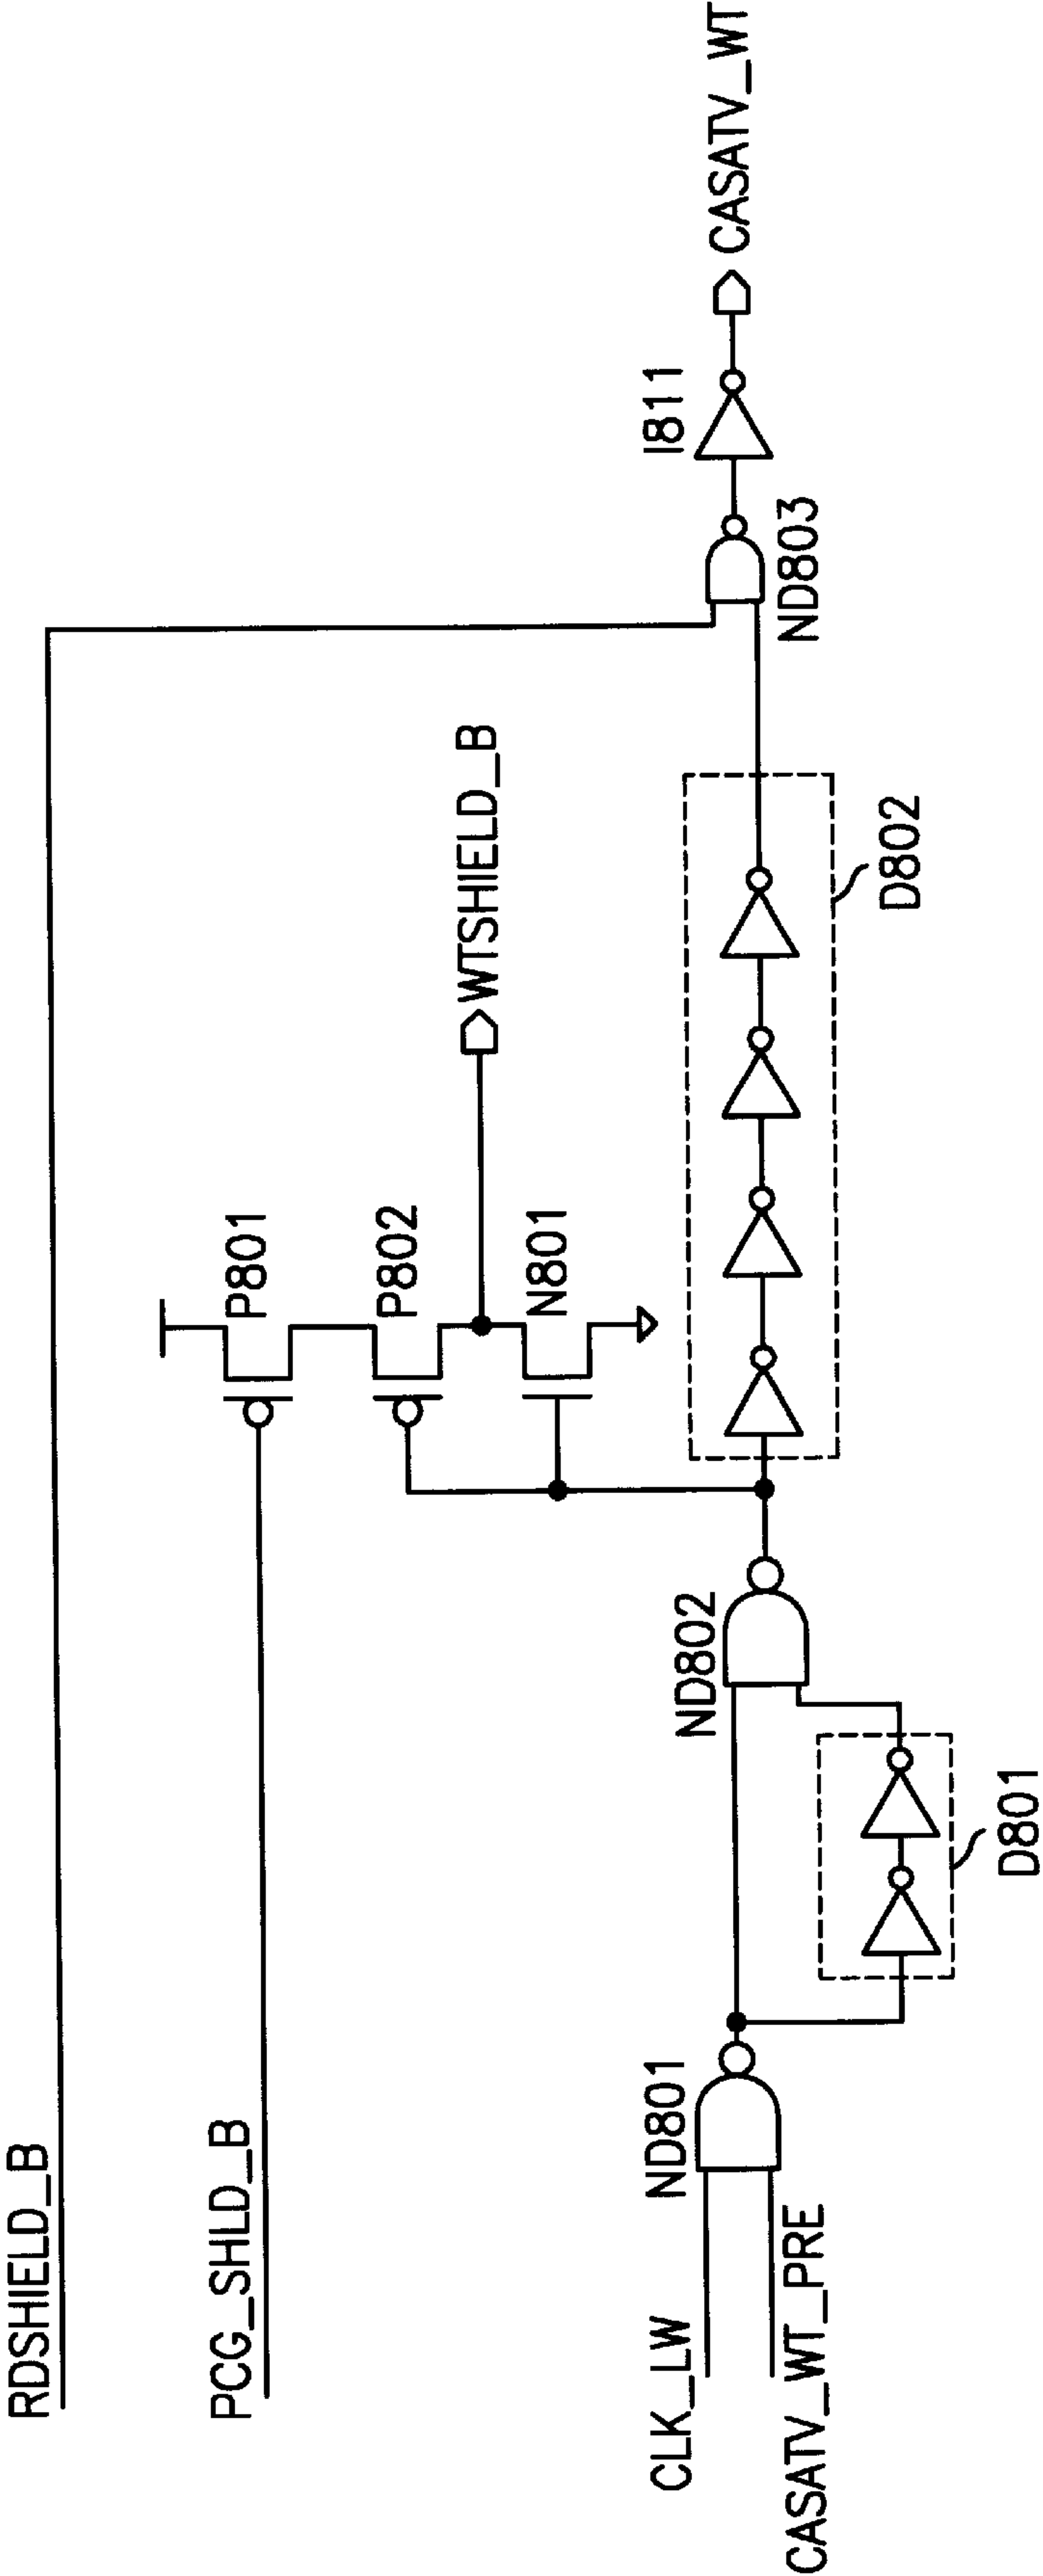 RDSHIELD_B
PCG_SHLD_B
P801
P802
WTSHIELD_B
N801
CLK_LW
CASATV_WT_PRE
ND801
ND802
D801
D802
ND803
I811
CASATV_WT